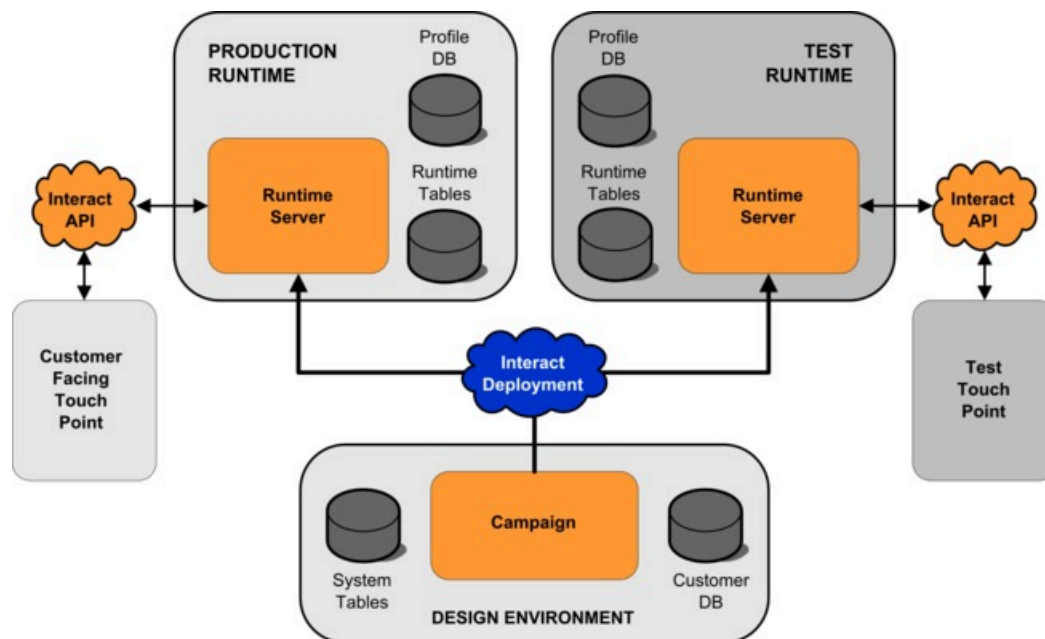 PRODUCTION
RUNTIME
Profile
DB
Runtime
Tables
Runtime
Server
Interact
API
Customer
Facing
Touch
Point
Profile
DB
TEST
RUNTIME
Runtime
Tables
Runtime
Server
Interact
API
Test
Touch
Point
Interact
Deployment
Campaign
System
Tables
Customer
DB
DESIGN ENVIRONMENT